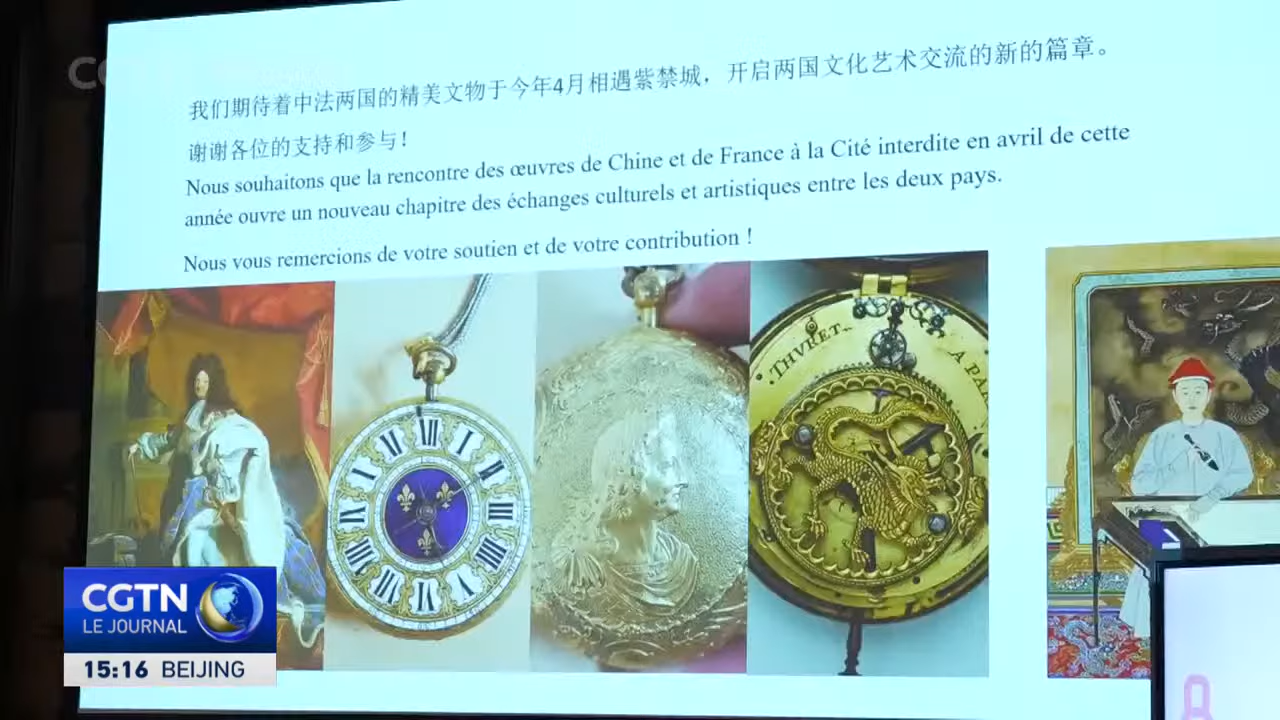 我们期待着中法两国的精美文物于今年4月相遇紫禁城，开启两国文化艺术交流的新的篇章。
谢谢各位的支持和参与！
Nous souhaitons que la rencontre des œuvres de Chine et de France à la Cité interdite en avril de cette
année ouvre un nouveau chapitre des échanges culturels et artistiques entre les deux pays.
Nous vous remercions de votre soutien et de votre contribution !
THVRET
CGTN
LE JOURNAL
15:16 BEIJING